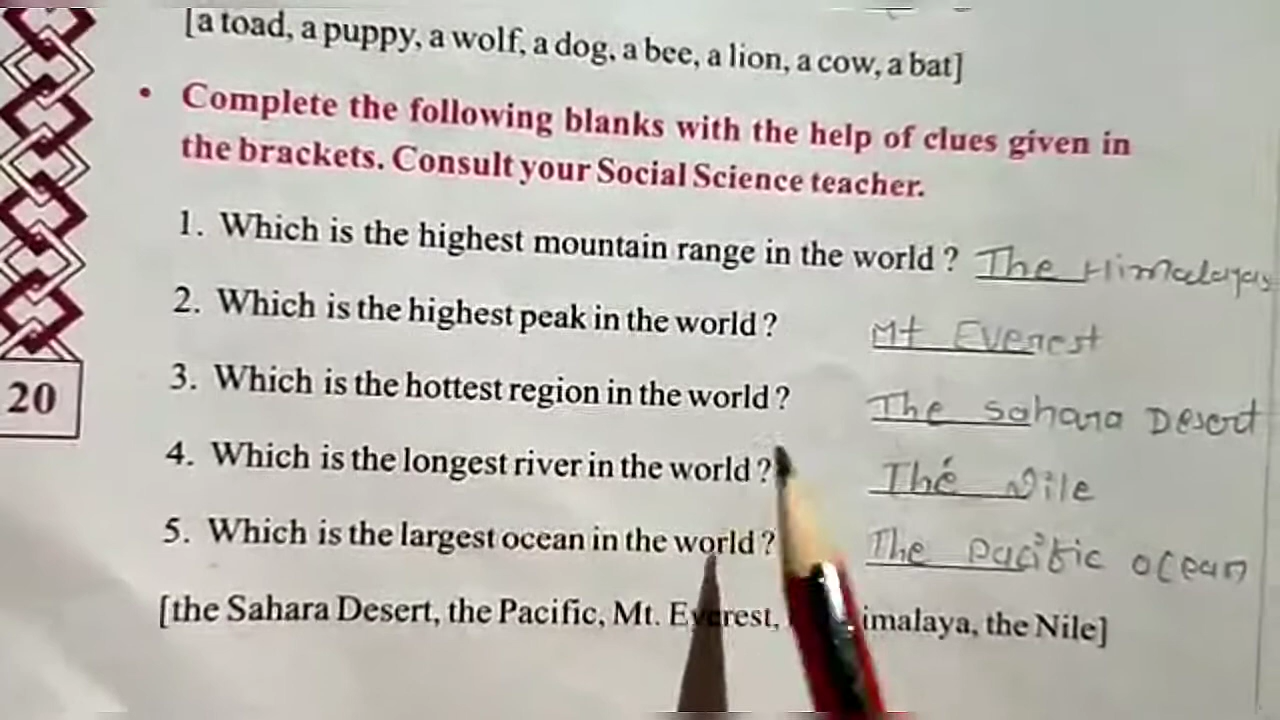 [a toad, a puppy, a wolf, a dog, a bee, a lion, a cow, a bat]
• Complete the following blanks with the help of clues given in
the brackets. Consult your Social Science teacher.
1. Which is the highest mountain range in the world ? The Himalayas
2. Which is the highest peak in the world ? Mt Everest
3. Which is the hottest region in the world ? The sahara Desert
20
4. Which is the longest river in the world ? The Nile
5. Which is the largest ocean in the world ? The pacific ocean
[the Sahara Desert, the Pacific, Mt. Everest, imalaya, the Nile]